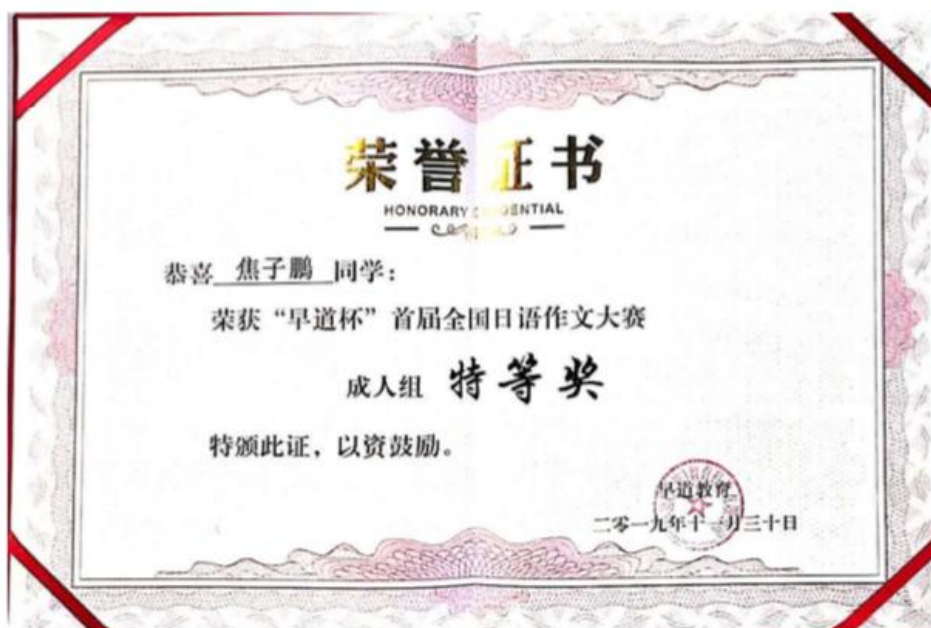 荣誉证书
HONORARY CREDENTIAL
恭喜 焦子鹏 同学：
荣获“早道杯”首届全国日语作文大赛
成人组 特等奖
特颁此证，以资鼓励。
早道教育
二零一九年十一月三十日